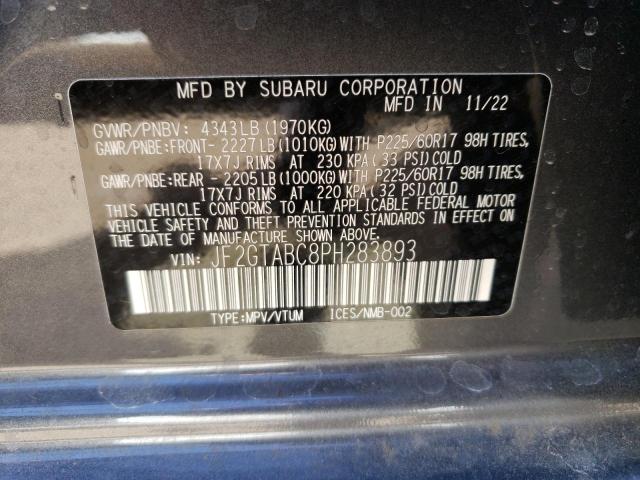 MFD BY SUBARU CORPORATION
MFD IN 11/22
GVWR/PNBV: 4343LB(1970KG)
GAWR/PNBE:FRONT-2227LB(1010KG)WITH P225/60R17 98H TIRES,
17X7J RIMS AT 230 KPA(33 PSI)COLD
GAWR/PNBE:REAR -2205LB(1000KG)WITH P225/60R17 98H TIRES,
17X7J RIMS AT 220 KPA(32 PSI)COLD
THIS VEHICLE CONFORMS TO ALL APPLICABLE FEDERAL MOTOR
VEHICLE SAFETY AND THEFT PREVENTION STANDARDS IN EFFECT ON
THE DATE OF MANUFACTURE SHOWN ABOVE.
VIN: JF2GTABC8PH283893
TYPE:MPV/VTUM ICES/NMB-002